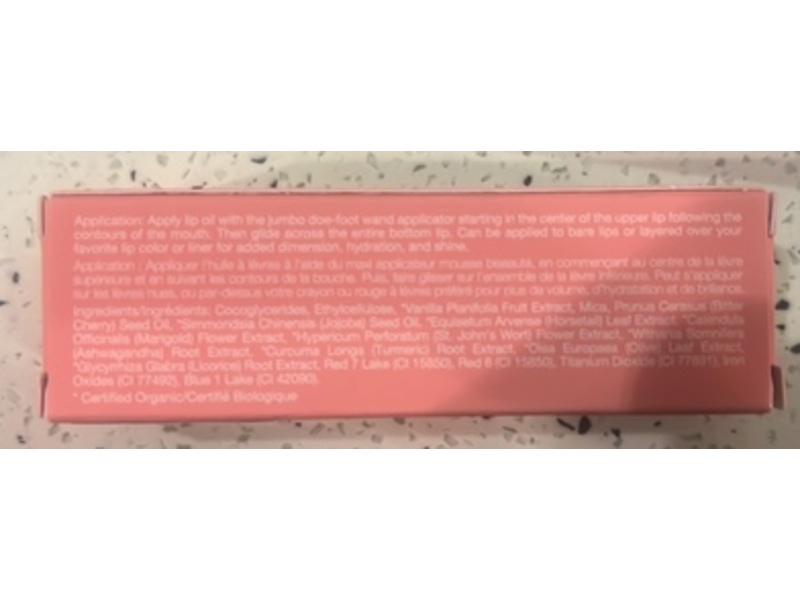 Application: Apply lip oil with the jumbo doe-foot wand applicator starting in the center of the upper lip following the
contours of the mouth. Then glide across the entire bottom lip. Can be applied to bare lips or layered over your
favorite lip color or liner for added dimension, hydration, and shine.
Application : Appliquer l'huile à lèvres à l'aide du maxi applicateur mousse biseauté, en commençant au centre de la lèvre
supérieure et en suivant les contours de la bouche. Puis, faire glisser sur l'ensemble de la lèvre inférieure. Peut s'appliquer
sur les lèvres nues, ou par-dessus votre crayon ou rouge à lèvres préféré pour plus de volume, d'hydratation et de brillance.
Ingredients/Ingrédients: Cocoglycerides, Ethylcellulose, *Vanilla Planifolia Fruit Extract, Mica, Prunus Cerasus (Bitter
Cherry) Seed Oil, *Simmondsia Chinensis (Jojoba) Seed Oil, *Equisetum Arvense (Horsetail) Leaf Extract, *Calendula
Officinalis (Marigold) Flower Extract, *Hypericum Perforatum (St. John's Wort) Flower Extract, *Withania Somnifera
(Ashwagandha) Root Extract, *Curcuma Longa (Turmeric) Root Extract, *Olea Europaea (Olive) Leaf Extract,
*Glycyrrhiza Glabra (Licorice) Root Extract, Red 7 Lake (CI 15850), Red 6 (CI 15850), Titanium Dioxide (CI 77891), Iron
Oxides (CI 77492), Blue 1 Lake (CI 42090).
* Certified Organic/Certifié Biologique